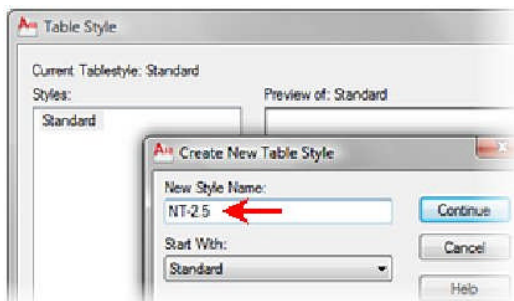 Table Style
Current Tablestyle: Standard
Styles:
Preview of: Standard
Standard
Create New Table Style
New Style Name:
NT-2.5
Continue
Start With:
Cancel
Standard
Help